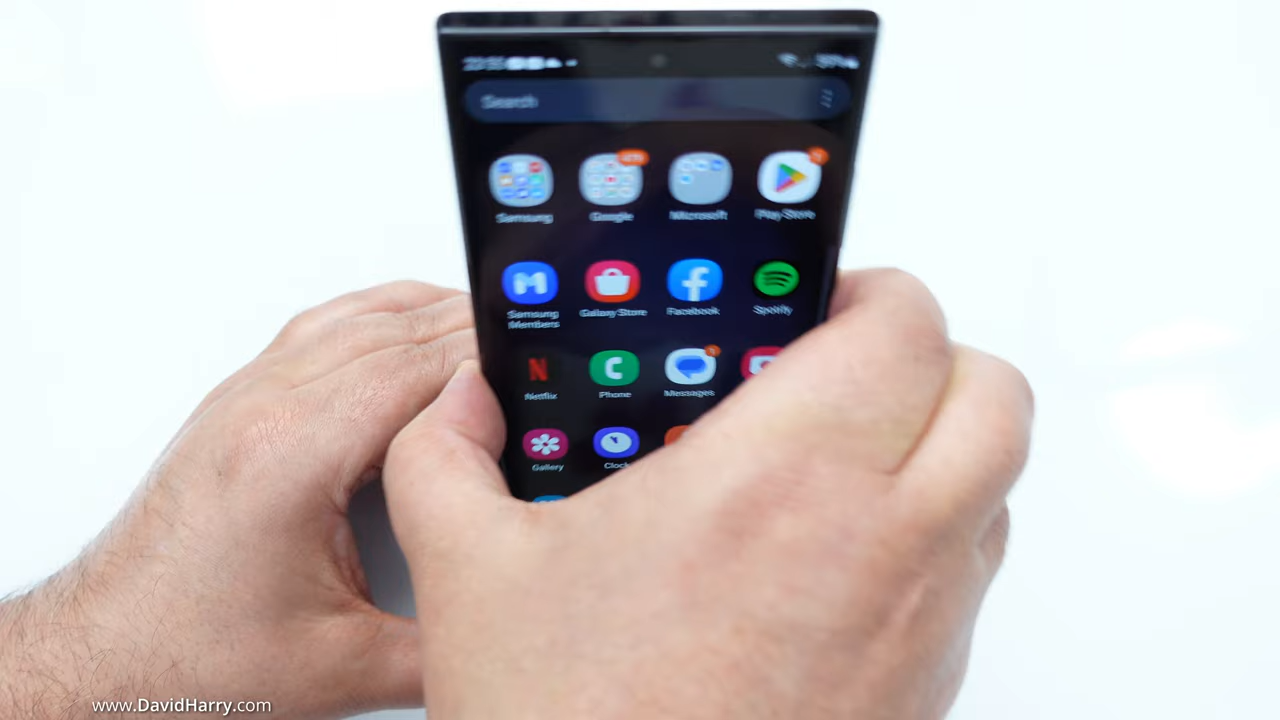 Search
Samsung Google Microsoft Play Store
Samsung Members Galaxy Store Facebook Spotify
N
Netflix Phone Messages
Gallery Clock
www.DavidHarry.com